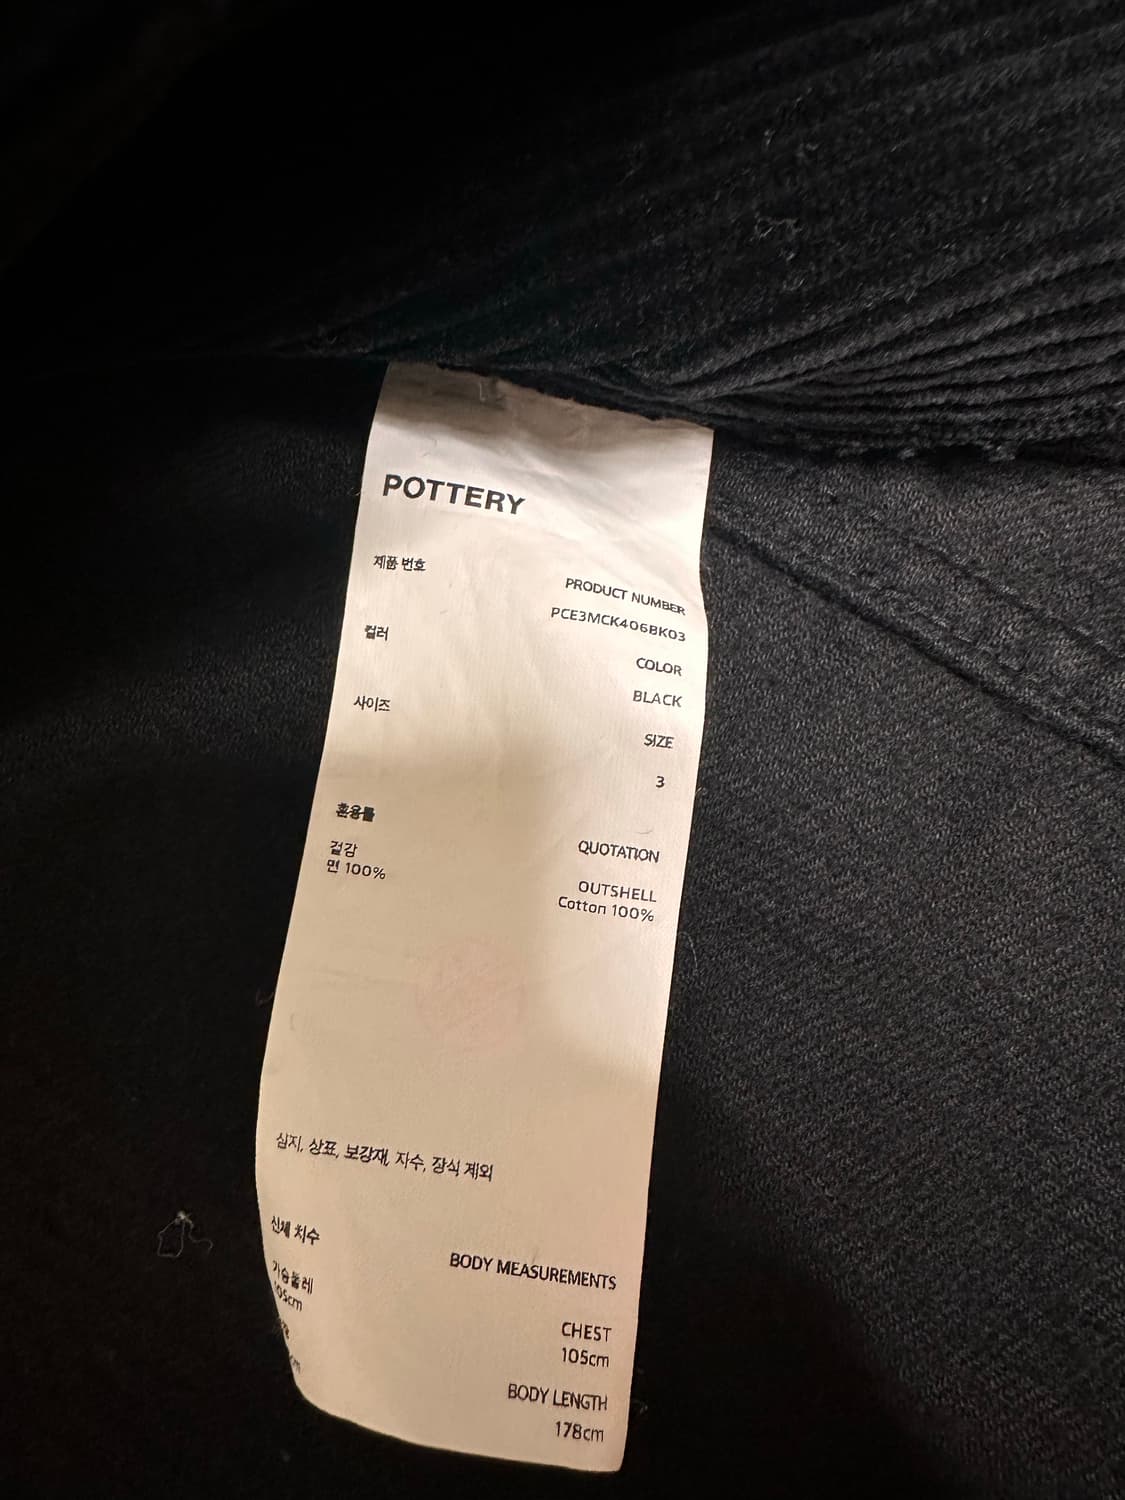 POTTERY
제품 번호
PRODUCT NUMBER
PCE3MCK406BK03
컬러
COLOR
BLACK
사이즈
SIZE
3
혼용률
QUOTATION
겉감
OUTSHELL
면 100%
Cotton 100%
심지, 상표, 보강재, 자수, 장식 제외
신체 치수
BODY MEASUREMENTS
가슴둘레
CHEST
105cm
105cm
BODY LENGTH
178cm